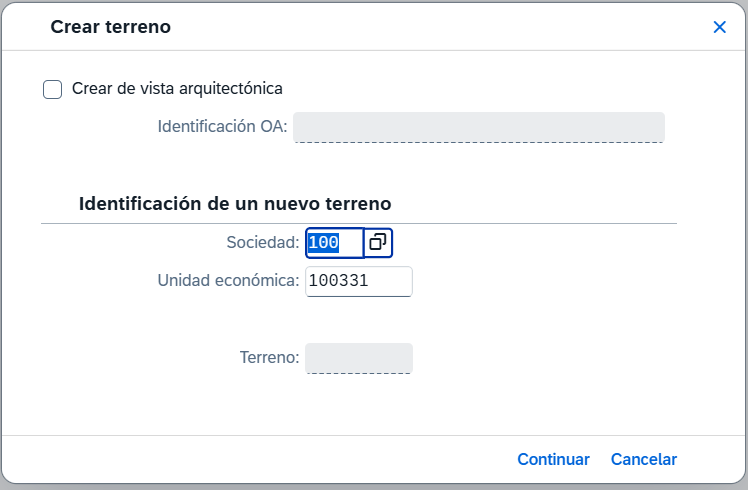 Crear terreno
Crear de vista arquitectónica
Identificación OA:
Identificación de un nuevo terreno
Sociedad: 100
Unidad económica: 100331
Terreno:
Continuar Cancelar